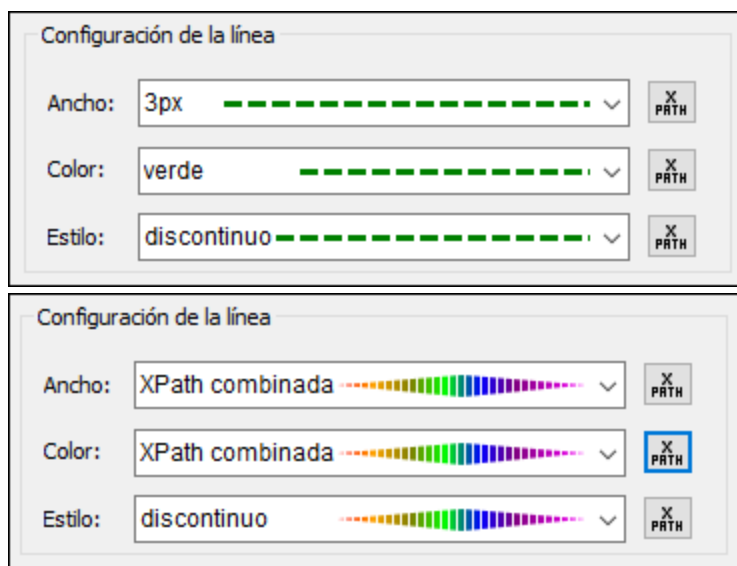 Configuración de la línea
Ancho: 3px X PATH
Color: verde X PATH
Estilo: discontinuo X PATH
Configuración de la línea
Ancho: XPath combinada X PATH
Color: XPath combinada X PATH
Estilo: discontinuo X PATH